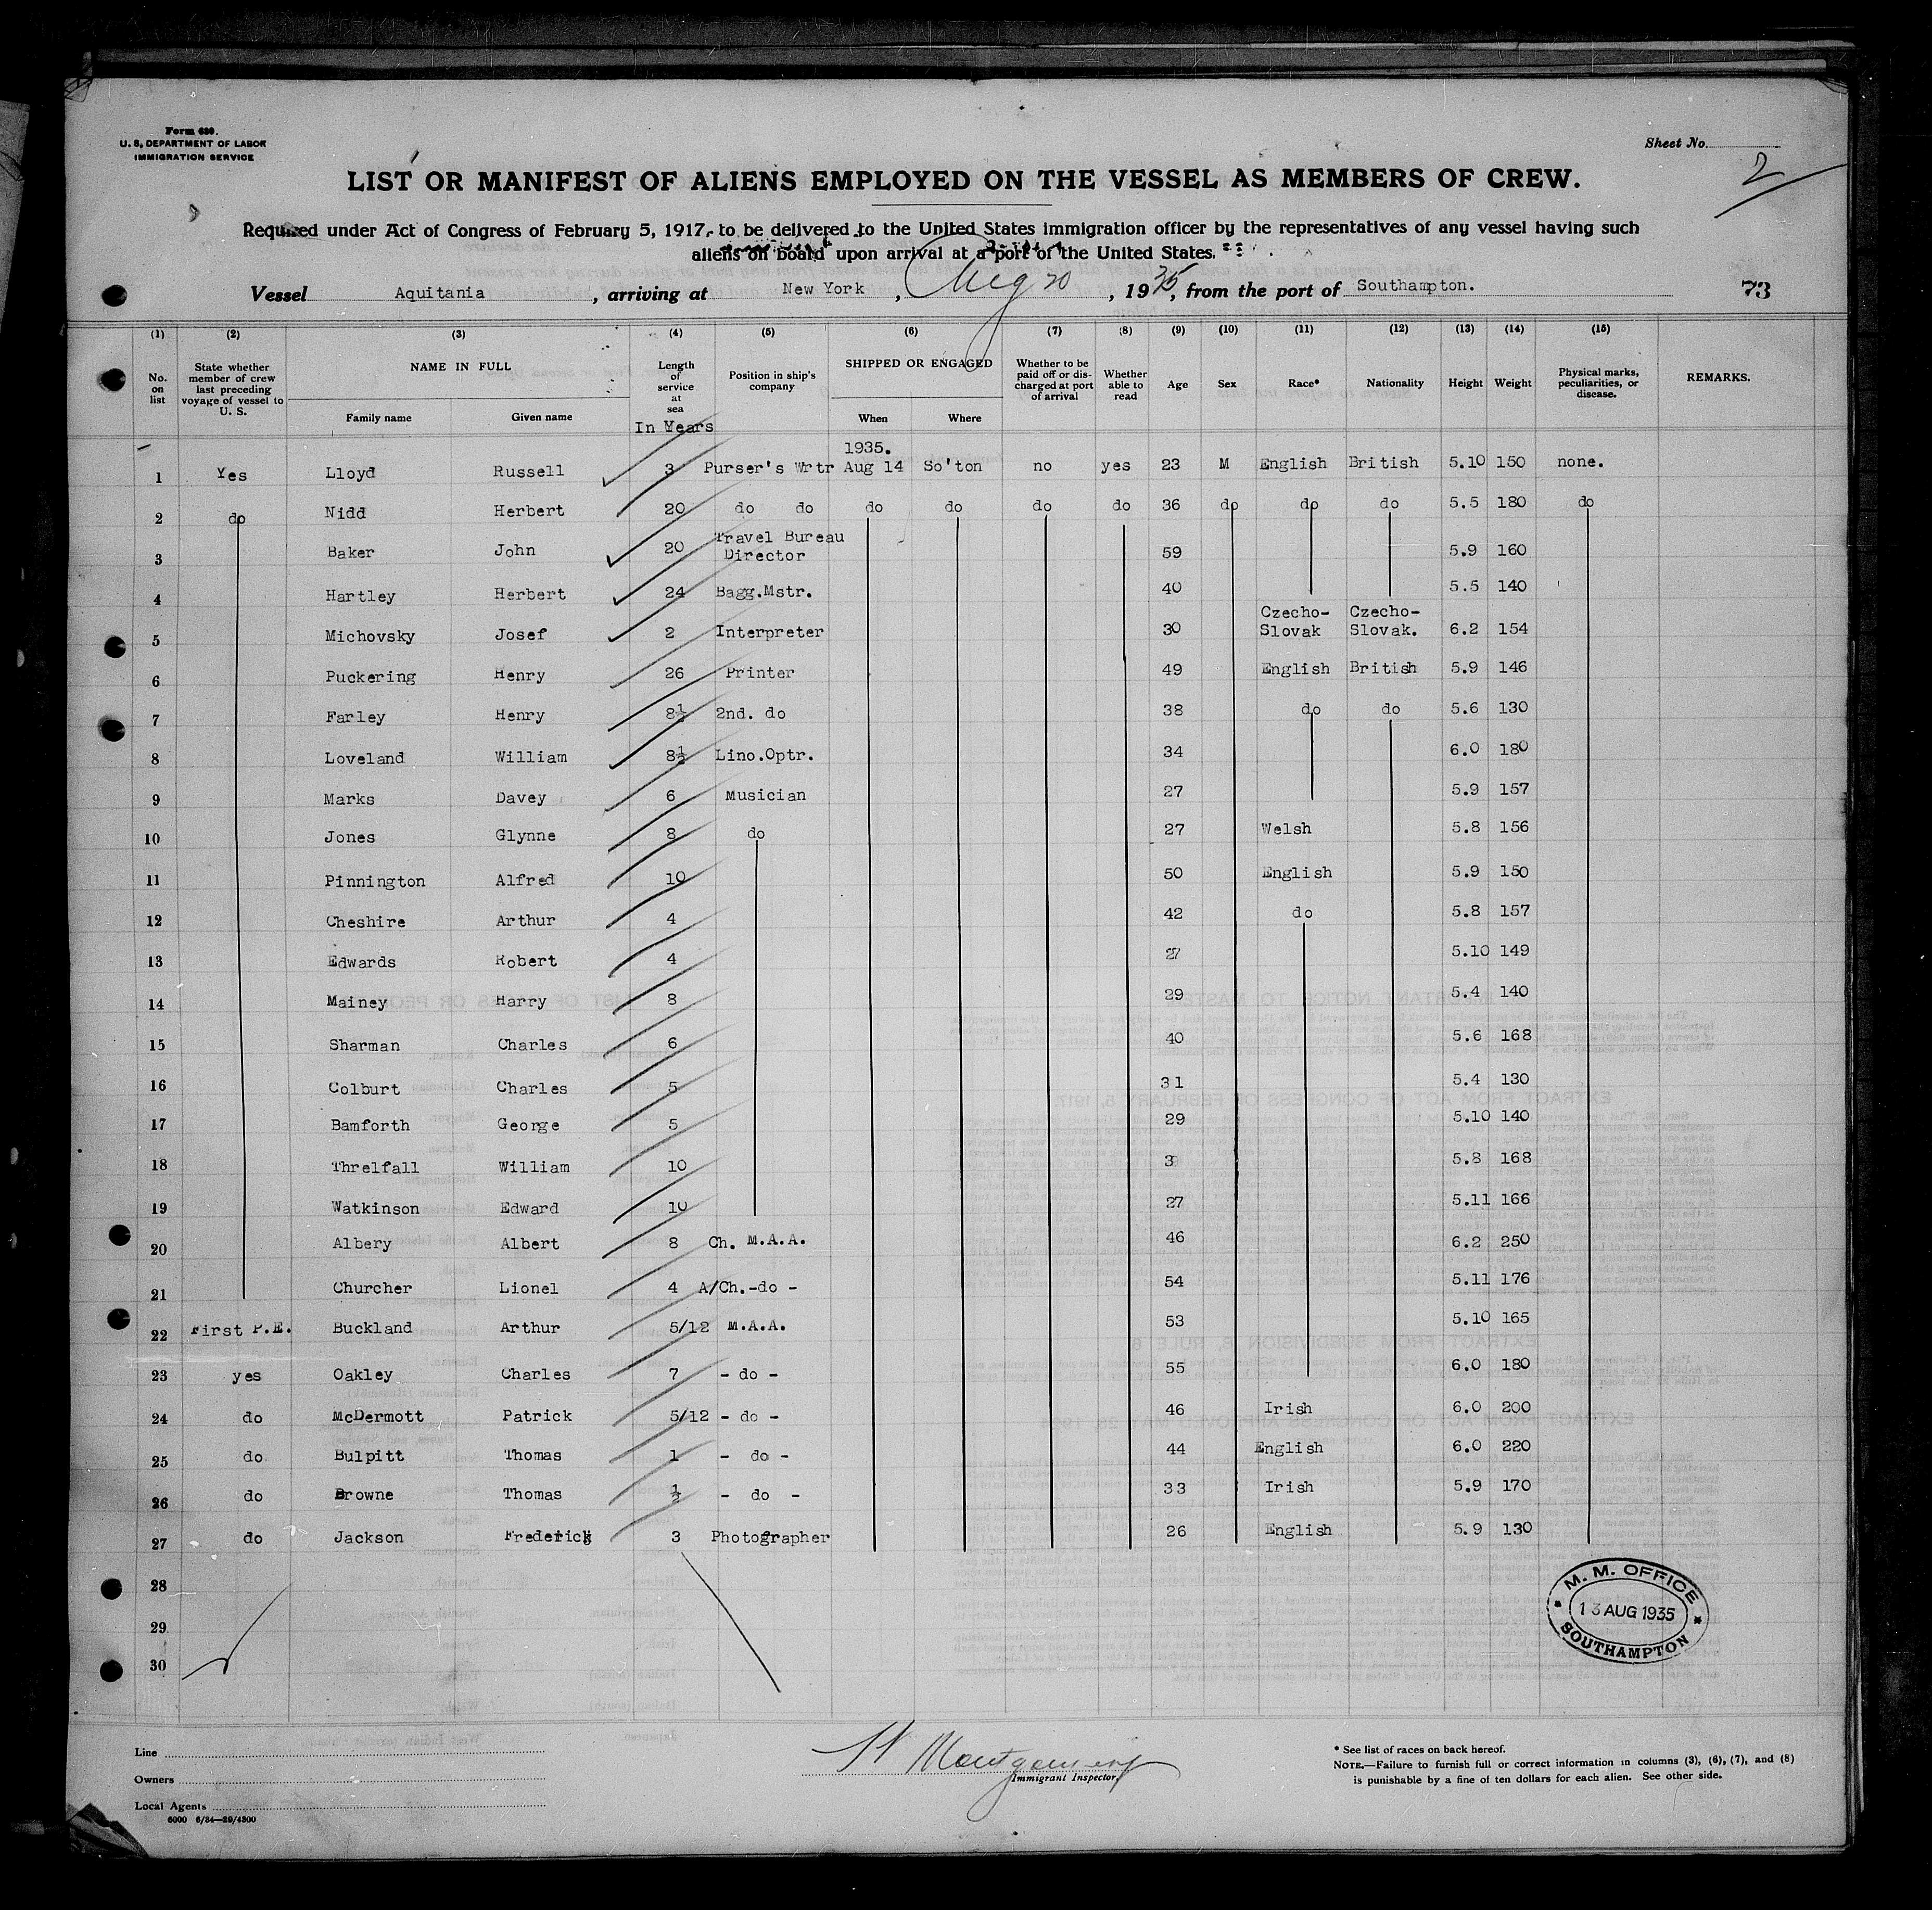 Form 680.
U. S. DEPARTMENT OF LABOR
IMMIGRATION SERVICE
Sheet No.
2
LIST OR MANIFEST OF ALIENS EMPLOYED ON THE VESSEL AS MEMBERS OF CREW.
Required under Act of Congress of February 5, 1917, to be delivered to the United States immigration officer by the representatives of any vessel having such
aliens on board upon arrival at a port of the United States.
Vessel Aquitania, arriving at New York, Aug 20, 1935, from the port of Southampton. 73
(1) (2) (3) (4) (5) (6) (7) (8) (9) (10) (11) (12) (13) (14) (15)
No. on list State whether member of crew last preceding voyage of vessel to U. S. NAME IN FULL Family name Given name Length of service at sea In Years Position in ship's company SHIPPED OR ENGAGED When Where Whether to be paid off or discharged at port of arrival Whether able to read Age Sex Race* Nationality Height Weight Physical marks, peculiarities, or disease. REMARKS.
1935.
1 Yes Lloyd Russell 3 Purser's Wrtr Aug 14 So'ton no yes 23 M English British 5.10 150 none.
2 do Nidd Herbert 20 do do do do do do 36 do do do 5.5 180 do
3 Baker John 20 Travel Bureau Director 59 5.9 160
4 Hartley Herbert 24 Bagg.Mstr. 40 5.5 140
5 Michovsky Josef 2 Interpreter 30 Czecho-Slovak Czecho-Slovak. 6.2 154
6 Puckering Henry 26 Printer 49 English British 5.9 146
7 Farley Henry 8½ 2nd. do 38 do do 5.6 130
8 Loveland William 8½ Lino.Optr. 34 6.0 180
9 Marks Davey 6 Musician 27 5.9 157
10 Jones Glynne 8 do 27 Welsh 5.8 156
11 Pinnington Alfred 10 50 English 5.9 150
12 Cheshire Arthur 4 42 do 5.8 157
13 Edwards Robert 4 27 5.10 149
14 Mainey Harry 8 29 5.4 140
15 Sharman Charles 6 40 5.6 168
16 Colburt Charles 5 31 5.4 130
17 Bamforth George 5 29 5.10 140
18 Threlfall William 10 5.8 168
19 Watkinson Edward 10 27 5.11 166
20 Albery Albert 8 Ch. M.A.A. 46 6.2 250
21 Churcher Lionel 4 A/Ch.-do - 54 5.11 176
22 First P.E. Buckland Arthur 5/12 M.A.A. 53 5.10 165
23 yes Oakley Charles 7 - do - 55 6.0 180
24 do McDermott Patrick 5/12 - do - 46 Irish 6.0 200
25 do Bulpitt Thomas 1 - do - 44 English 6.0 220
26 do Browne Thomas ½ - do - 33 Irish 5.9 170
27 do Jackson Frederick 3 Photographer 26 English 5.9 130
28
29
30
M. M. OFFICE
13 AUG 1935
SOUTHAMPTON
Line
Owners
Local Agents
6000 6/34—29/4300
Montgomery
Immigrant Inspector.
* See list of races on back hereof.
NOTE.—Failure to furnish full or correct information in columns (3), (6), (7), and (8)
is punishable by a fine of ten dollars for each alien. See other side.